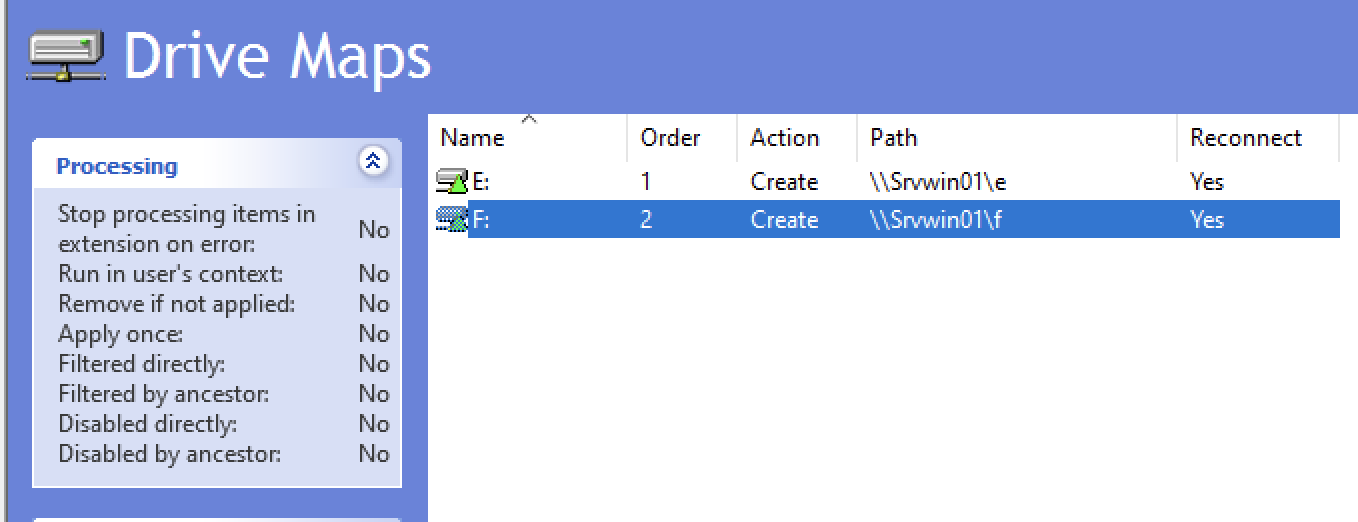 Drive Maps
Processing
Stop processing items in extension on error: No
Run in user's context: No
Remove if not applied: No
Apply once: No
Filtered directly: No
Filtered by ancestor: No
Disabled directly: No
Disabled by ancestor: No
Name Order Action Path Reconnect
E: 1 Create \\Srvwin01\e Yes
F: 2 Create \\Srvwin01\f Yes